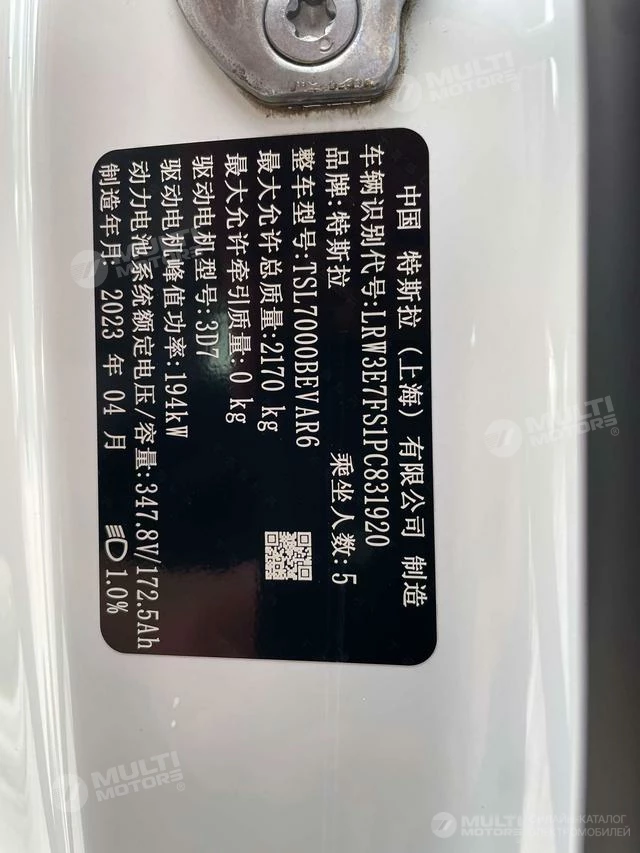 中国 特斯拉 (上海) 有限公司 制造
车辆识别代号:LRW3E7FS1PC831920
品牌:特斯拉 乘坐人数:5
整车型号:TSL7000BEVAR6
最大允许总质量:2170 kg
最大允许牵引质量:0 kg
驱动电机型号:3D7
驱动电机峰值功率:194kW
动力电池系统额定电压/容量:347.8V/172.5Ah
制造年月: 2023 年 04 月 1.0%
MULTI MOTORS®
MULTI MOTORS®
MULTI MOTORS®
MULTI MOTORS®
MULTI MOTORS